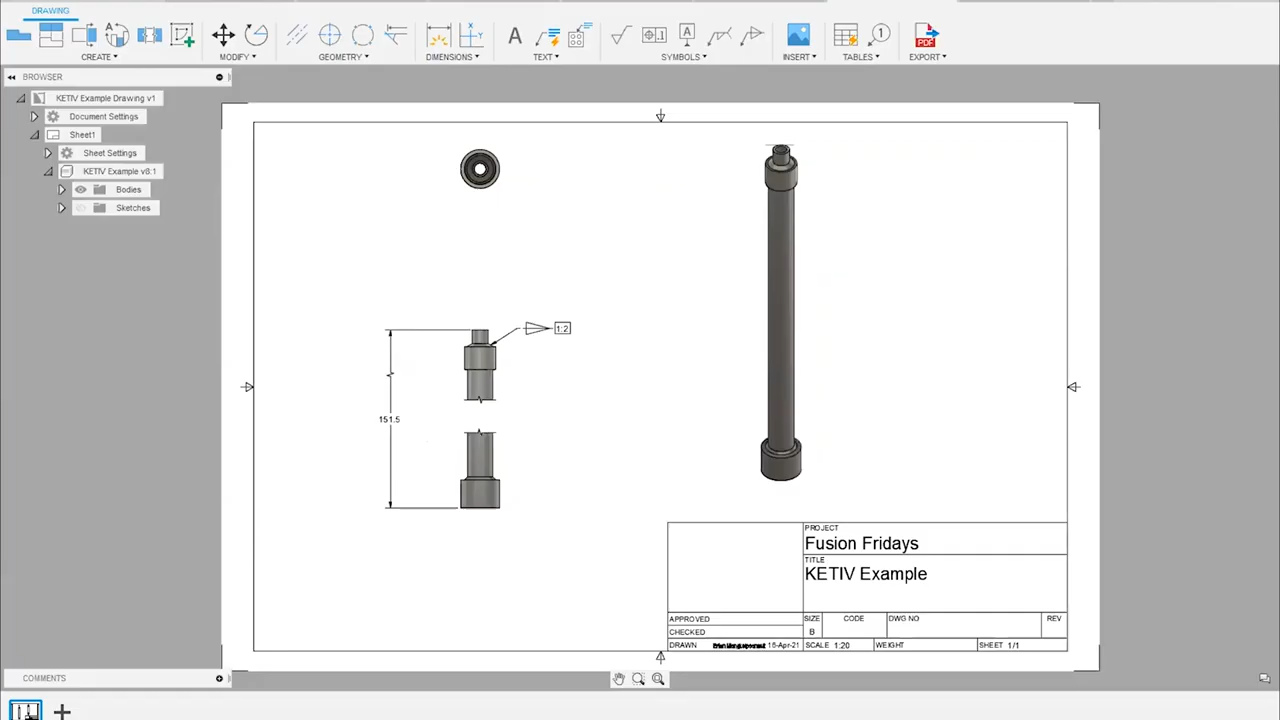 DRAWING
CREATE
MODIFY
GEOMETRY
DIMENSIONS
TEXT
SYMBOLS
INSERT
TABLES
EXPORT
BROWSER
KETIV Example Drawing v1
Document Settings
Sheet1
Sheet Settings
KETIV Example v8:1
Bodies
Sketches
1:2
151.5
PROJECT
Fusion Fridays
TITLE
KETIV Example
APPROVED
CHECKED
DRAWN 15-Apr-21
SIZE
B
CODE
DWG NO
REV
SCALE 1:20
WEIGHT
SHEET 1/1
COMMENTS